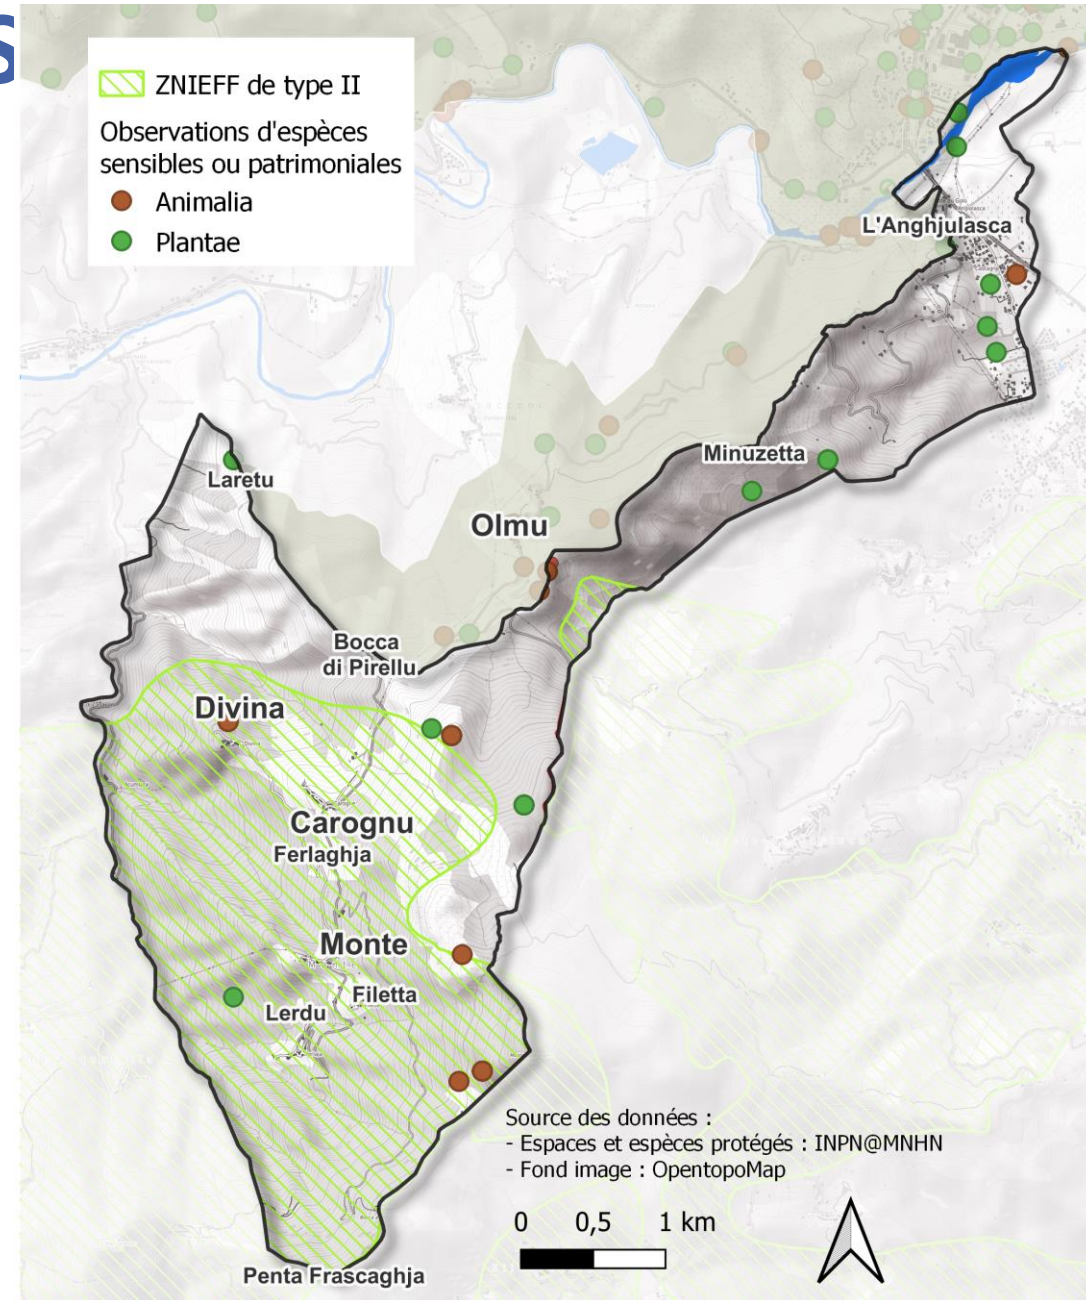 S
ZNIEFF de type II
Observations d'espèces
sensibles ou patrimoniales
Animalia
Plantae
L'Anghjulasca
Minuzetta
Laretu
Olmu
Bocca
di Pirellu
Divina
Carognu
Ferlaghja
Monte
Filetta
Lerdu
Source des données :
- Espaces et espèces protégés : INPN@MNHN
- Fond image : OpentopoMap
0 0,5 1 km
Penta Frascaghja